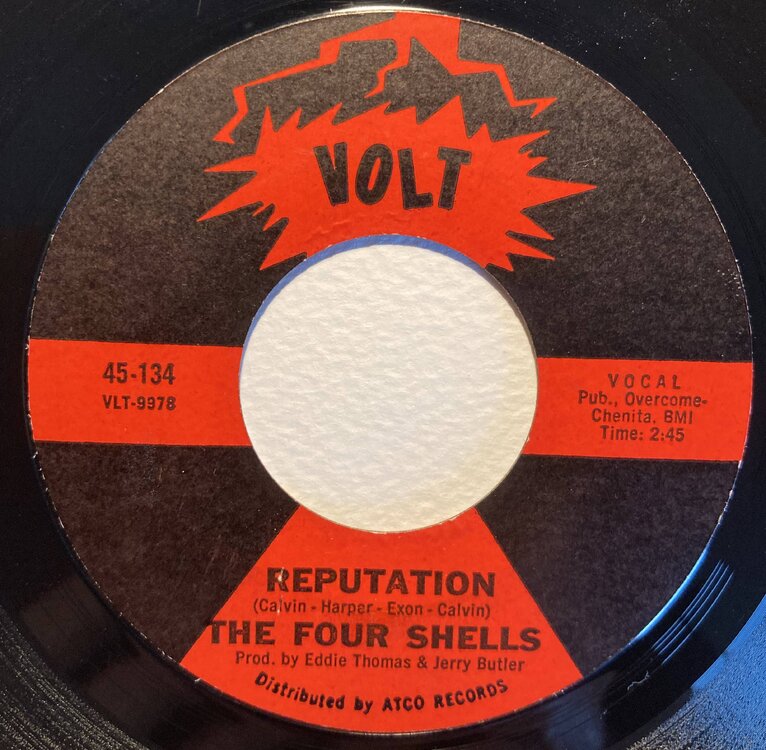 VOLT
45-134
VLT-9978
VOCAL
Pub., Overcome-
Chenita, BMI
Time: 2:45
REPUTATION
(Calvin - Harper - Exon - Calvin)
THE FOUR SHELLS
Prod. by Eddie Thomas & Jerry Butler
Distributed by ATCO RECORDS